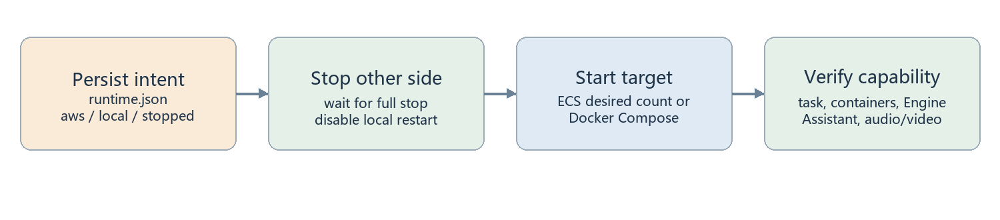 Persist intent
runtime.json
aws / local / stopped
Stop other side
wait for full stop
disable local restart
Start target
ECS desired count or
Docker Compose
Verify capability
task, containers, Engine
Assistant, audio/video